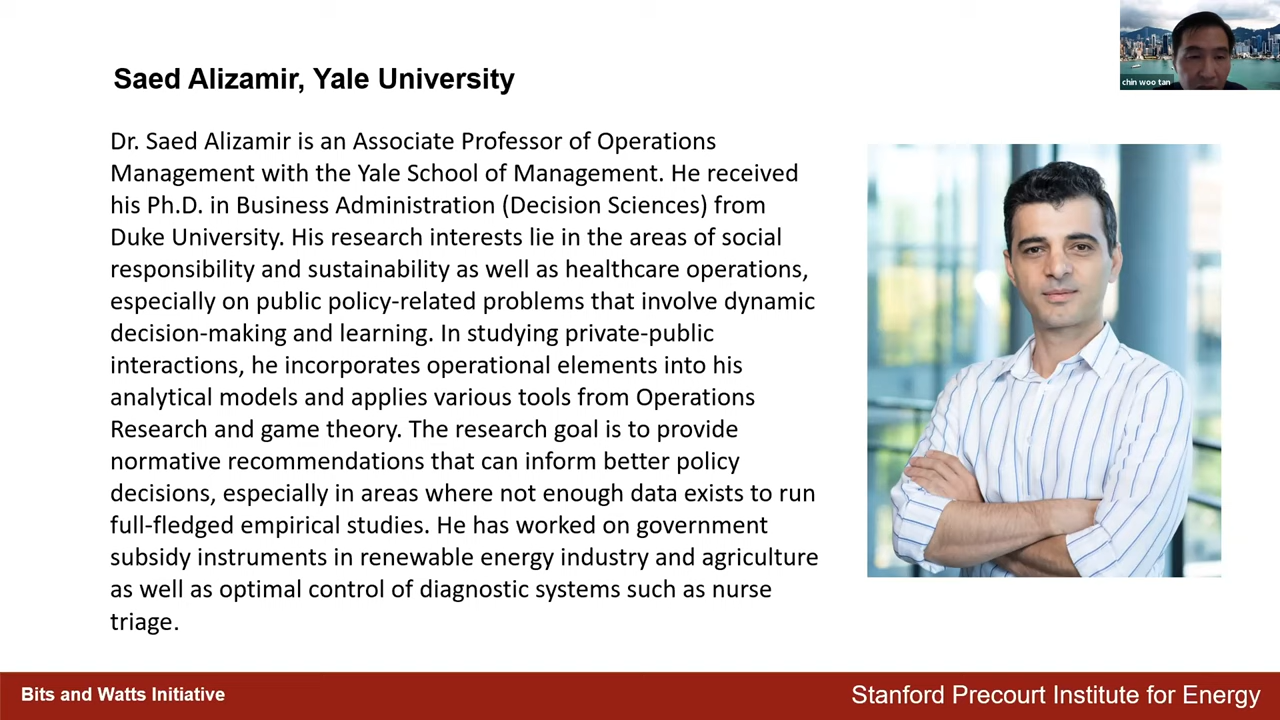 Saed Alizamir, Yale University
chin woo tan
Dr. Saed Alizamir is an Associate Professor of Operations
Management with the Yale School of Management. He received
his Ph.D. in Business Administration (Decision Sciences) from
Duke University. His research interests lie in the areas of social
responsibility and sustainability as well as healthcare operations,
especially on public policy-related problems that involve dynamic
decision-making and learning. In studying private-public
interactions, he incorporates operational elements into his
analytical models and applies various tools from Operations
Research and game theory. The research goal is to provide
normative recommendations that can inform better policy
decisions, especially in areas where not enough data exists to run
full-fledged empirical studies. He has worked on government
subsidy instruments in renewable energy industry and agriculture
as well as optimal control of diagnostic systems such as nurse
triage.
Bits and Watts Initiative
Stanford Precourt Institute for Energy